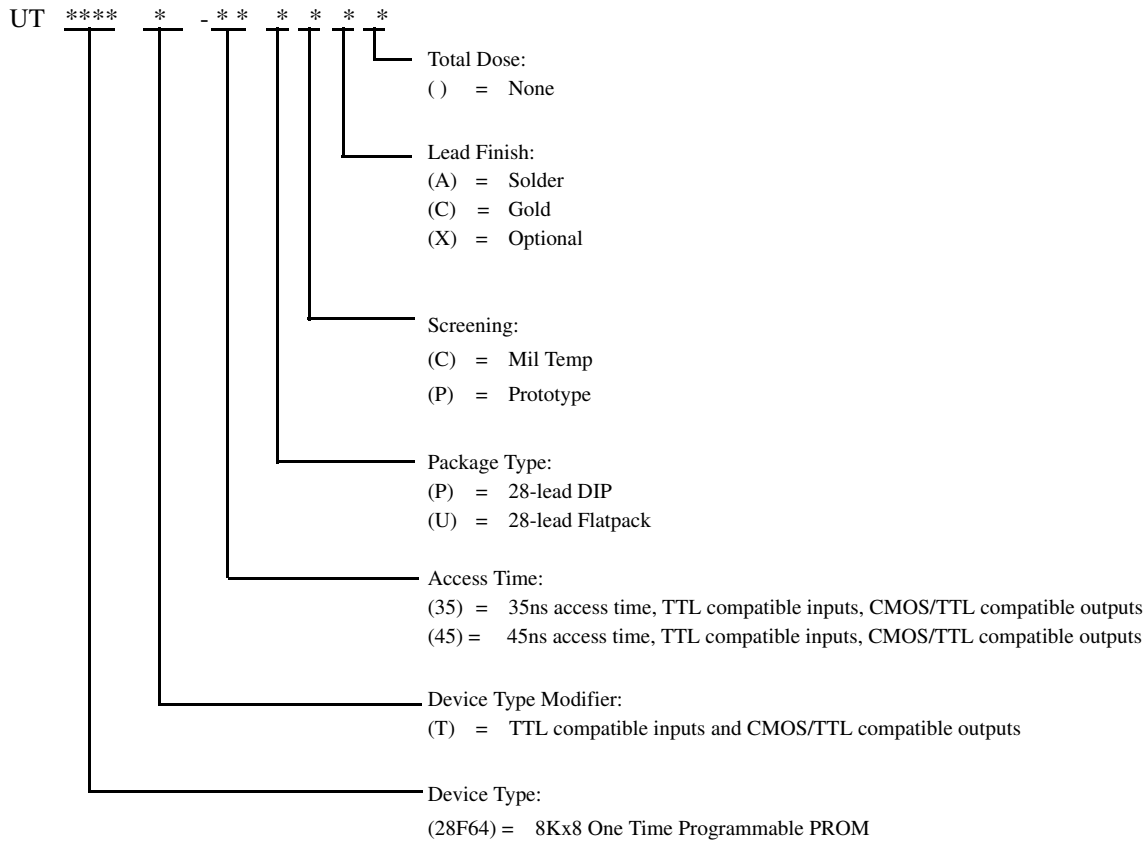 UT **** * - * * * * * *
Total Dose:
( ) = None
Lead Finish:
(A) = Solder
(C) = Gold
(X) = Optional
Screening:
(C) = Mil Temp
(P) = Prototype
Package Type:
(P) = 28-lead DIP
(U) = 28-lead Flatpack
Access Time:
(35) = 35ns access time, TTL compatible inputs, CMOS/TTL compatible outputs
(45) = 45ns access time, TTL compatible inputs, CMOS/TTL compatible outputs
Device Type Modifier:
(T) = TTL compatible inputs and CMOS/TTL compatible outputs
Device Type:
(28F64) = 8Kx8 One Time Programmable PROM